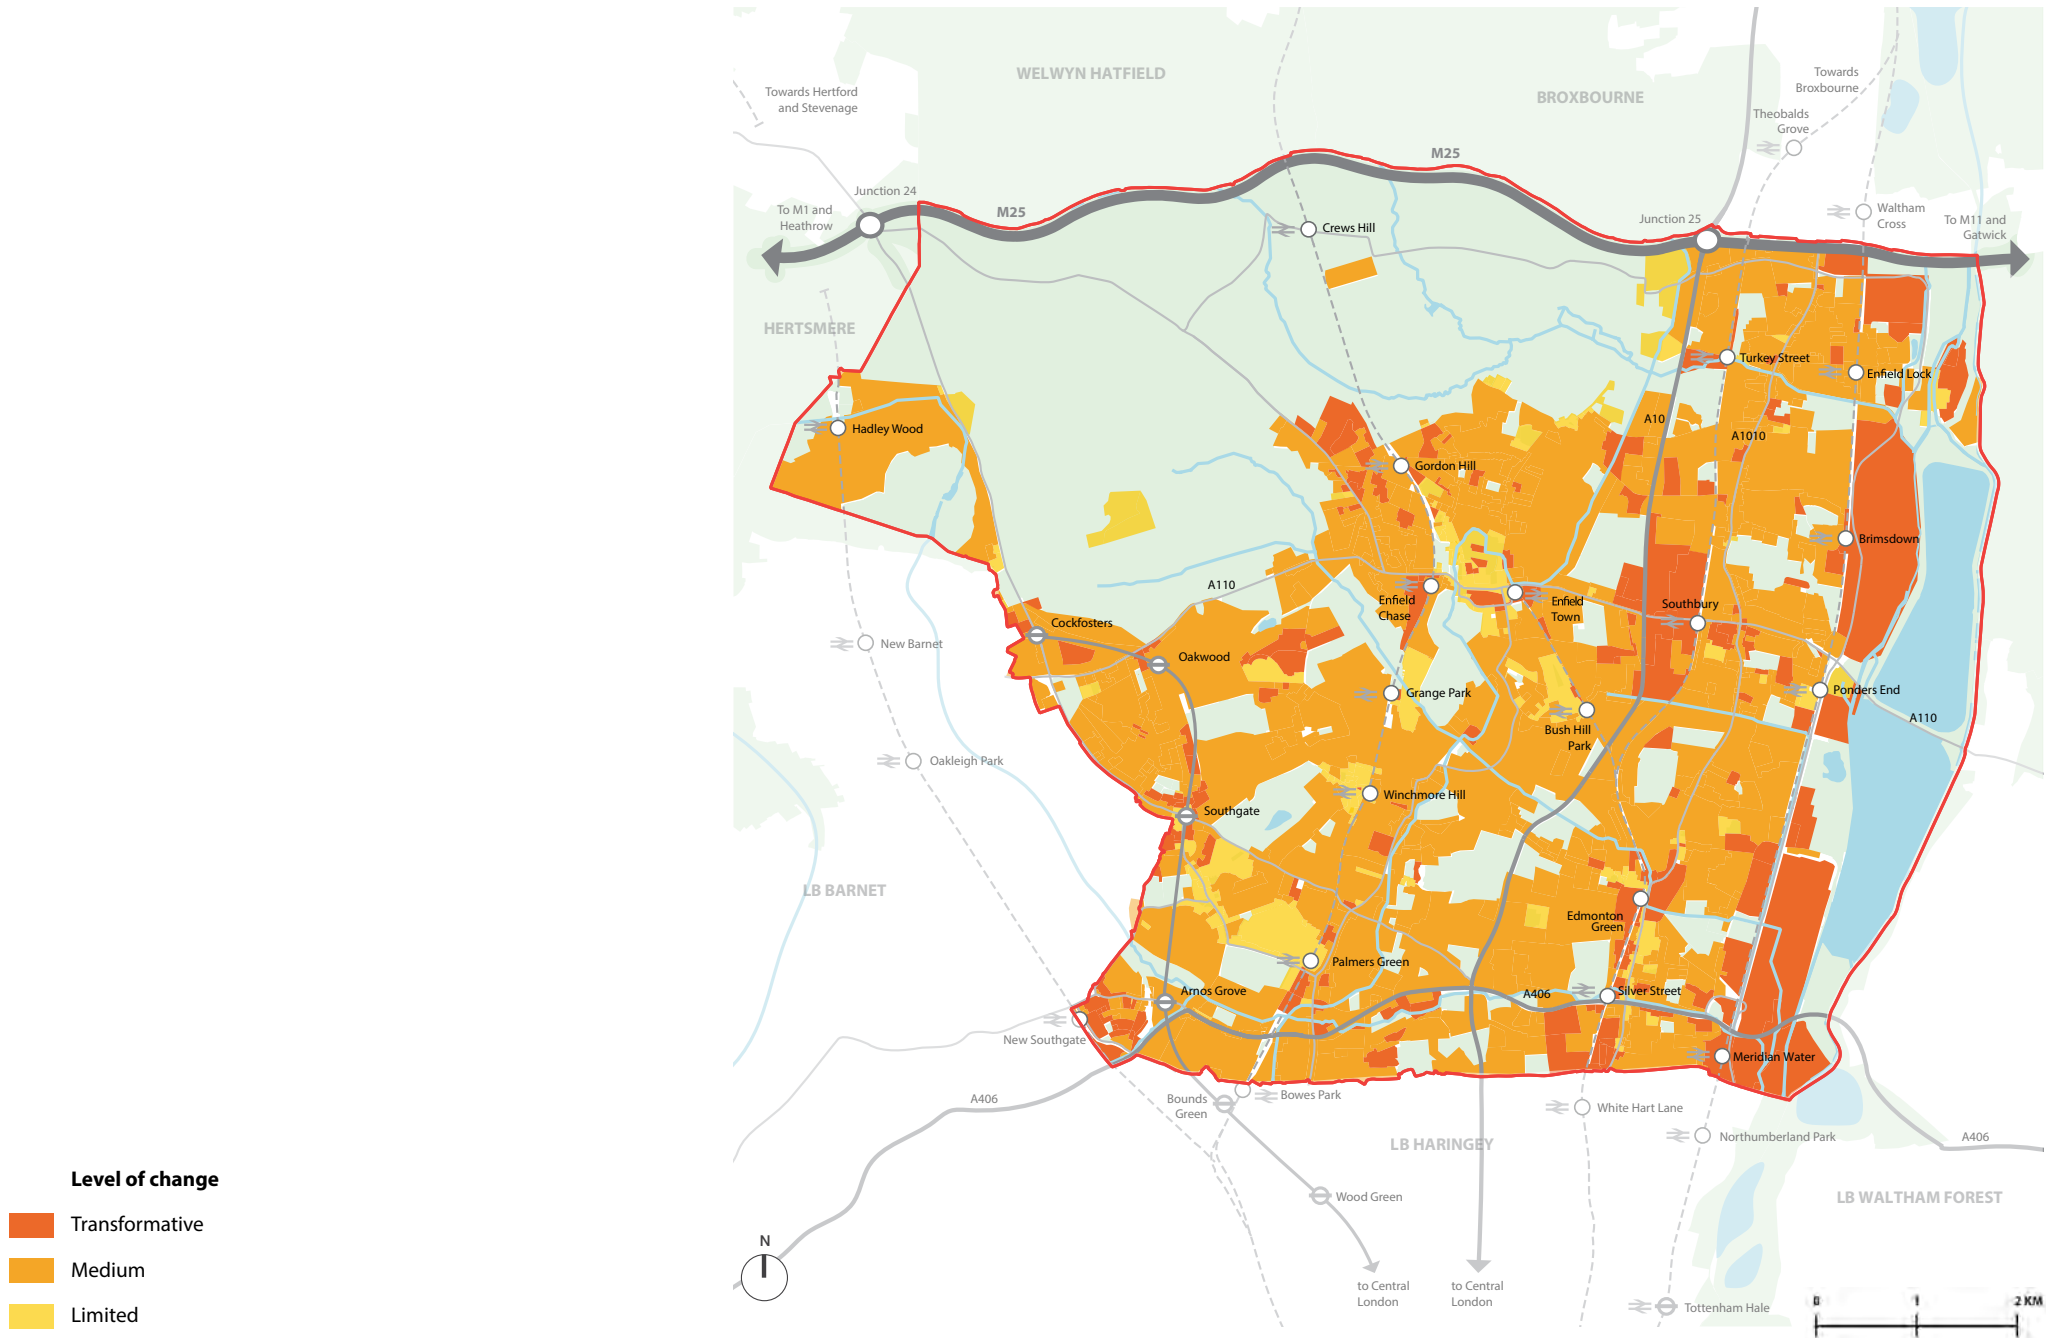 WELWYN HATFIELD
BROXBOURNE
Towards
Broxbourne
Towards Hertford
and Stevenage
Theobalds
Grove
M25
Junction 24
To M1 and
Heathrow
M25
Junction 25
Waltham
Cross
To M11 and
Gatwick
Crews Hill
HERTSMERE
Turkey Street
Enfield Lock
A10
A1010
Hadley Wood
Gordon Hill
Brimsdown
A110
Enfield
Chase
Enfield
Town
Southbury
Cockfosters
New Barnet
Oakwood
Grange Park
Ponders End
A110
Bush Hill
Park
Oakleigh Park
Winchmore Hill
Southgate
LB BARNET
Edmonton
Green
Palmers Green
Arnos Grove
A406
Silver Street
New Southgate
Meridian Water
A406
Bounds
Green
Bowes Park
White Hart Lane
Northumberland Park
A406
LB HARINGEY
Wood Green
LB WALTHAM FOREST
Level of change
Transformative
Medium
Limited
N
to Central
London
to Central
London
Tottenham Hale
0 1 2 KM